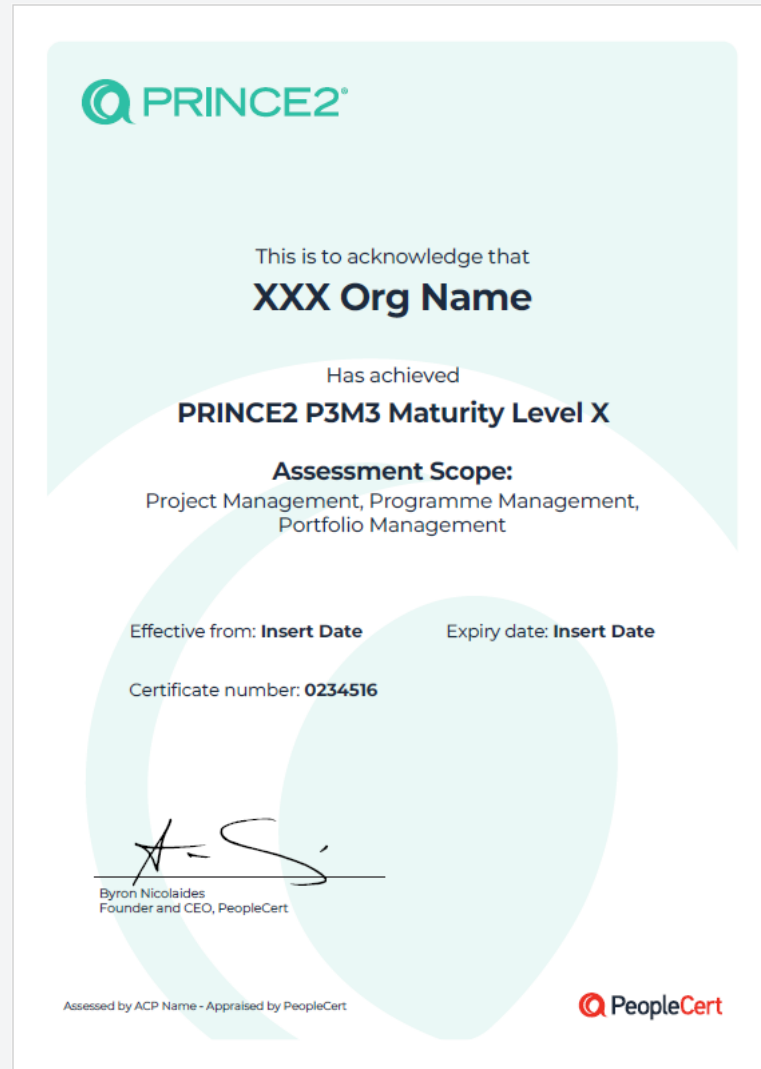 PRINCE2®
This is to acknowledge that
XXX Org Name
Has achieved
PRINCE2 P3M3 Maturity Level X
Assessment Scope:
Project Management, Programme Management,
Portfolio Management
Effective from: Insert Date
Expiry date: Insert Date
Certificate number: 0234516
Byron Nicolaides
Founder and CEO, PeopleCert
Assessed by ACP Name - Appraised by PeopleCert
PeopleCert